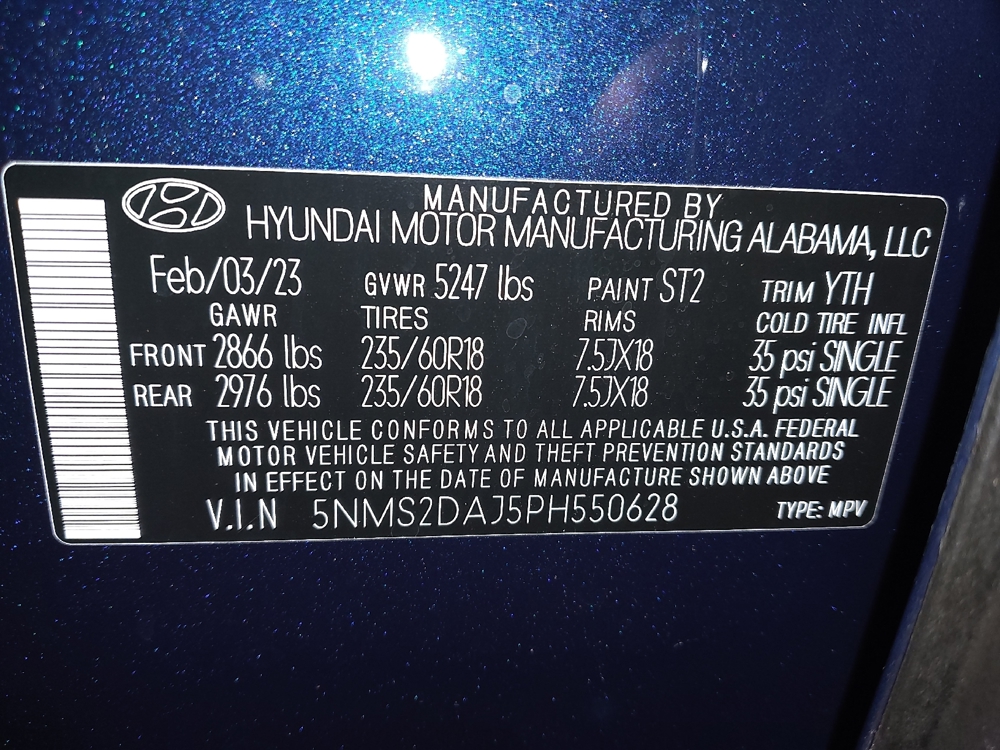 MANUFACTURED BY
HYUNDAI MOTOR MANUFACTURING ALABAMA, LLC
Feb/03/23 GVWR 5247 lbs PAINT ST2 TRIM YTH
GAWR TIRES RIMS COLD TIRE INFL
FRONT 2866 lbs 235/60R18 7.5JX18 35 psi SINGLE
REAR 2976 lbs 235/60R18 7.5JX18 35 psi SINGLE
THIS VEHICLE CONFORMS TO ALL APPLICABLE U.S.A. FEDERAL
MOTOR VEHICLE SAFETY AND THEFT PREVENTION STANDARDS
IN EFFECT ON THE DATE OF MANUFACTURE SHOWN ABOVE
V.I.N 5NMS2DAJ5PH550628 TYPE: MPV